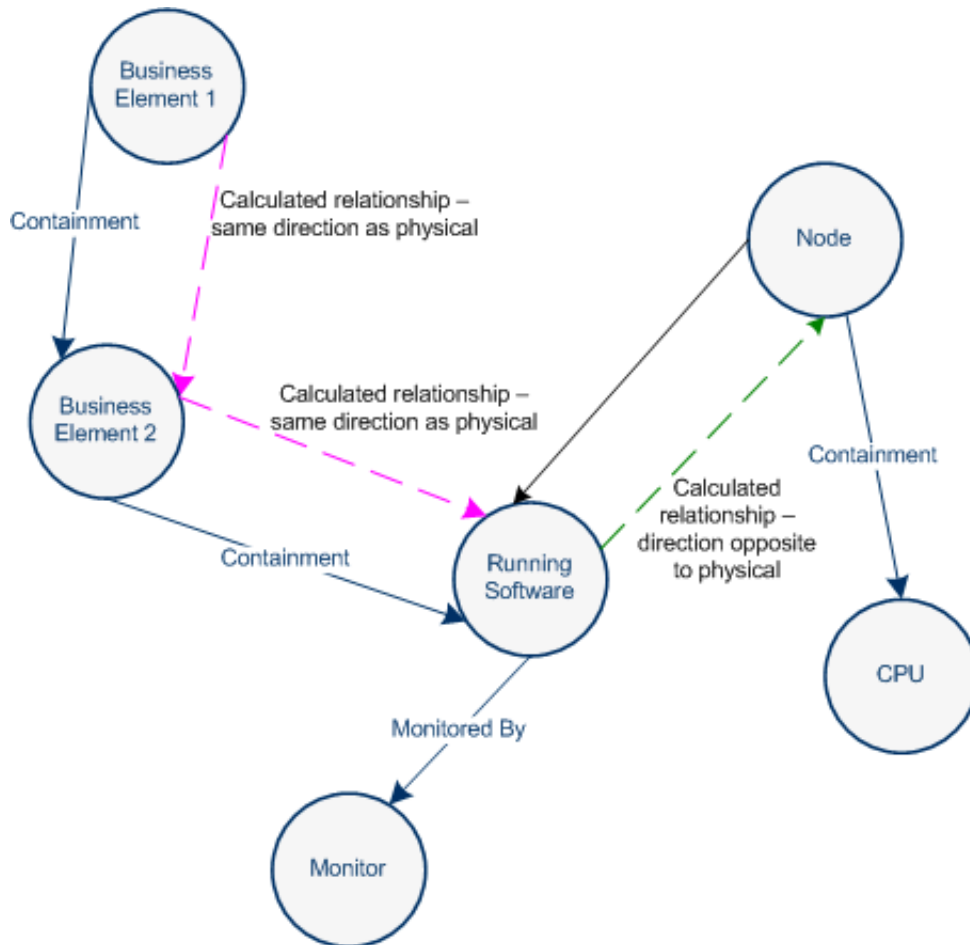 Business
Element 1
Calculated relationship –
same direction as physical
Containment
Node
Business
Element 2
Calculated relationship –
same direction as physical
Containment
Calculated
relationship –
direction opposite
to physical
Containment
Running
Software
CPU
Monitored By
Monitor